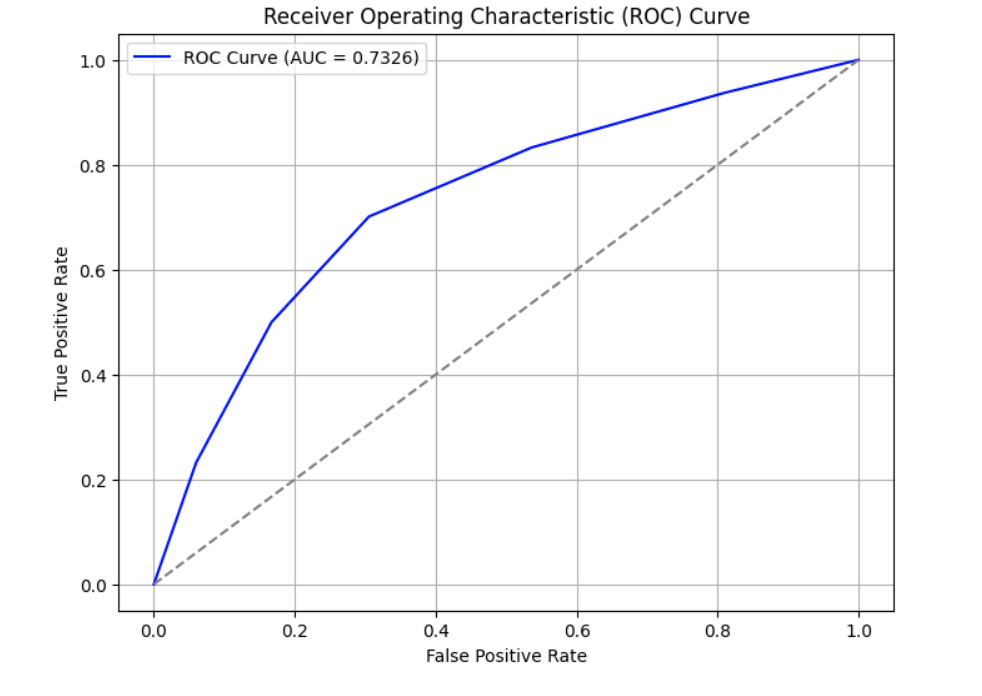 Receiver Operating Characteristic (ROC) Curve
ROC Curve (AUC = 0.7326)
1.0
0.8
0.6
0.4
0.2
0.0
True Positive Rate
0.0 0.2 0.4 0.6 0.8 1.0
False Positive Rate